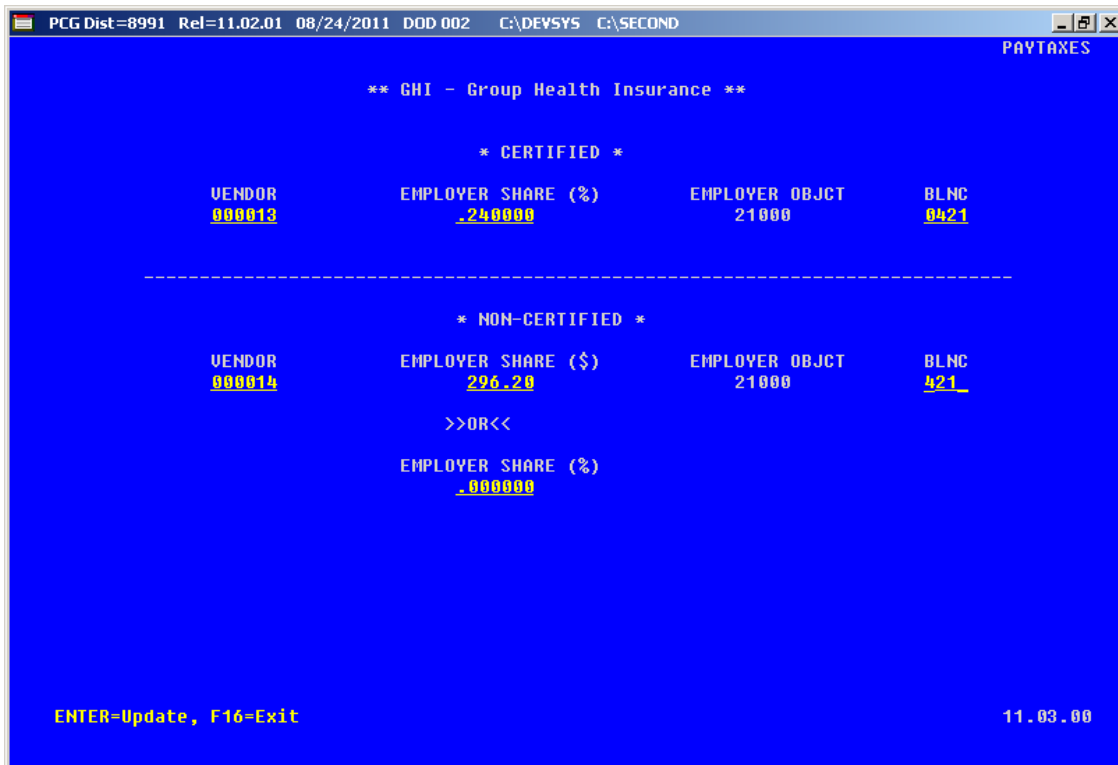 PCG Dist=8991 Rel=11.02.01 08/24/2011 DOD 002 C:\DEVSYS C:\SECOND
PAYTAXES
** GHI - Group Health Insurance **
* CERTIFIED *
VENDOR EMPLOYER SHARE (%) EMPLOYER OBJCT BLNC
000013 .240000 21000 0421
--------------------------------------------------------------------------------
* NON-CERTIFIED *
VENDOR EMPLOYER SHARE ($) EMPLOYER OBJCT BLNC
000014 296.20 21000 421_
>>OR<<
EMPLOYER SHARE (%)
.000000
ENTER=Update, F16=Exit 11.03.00